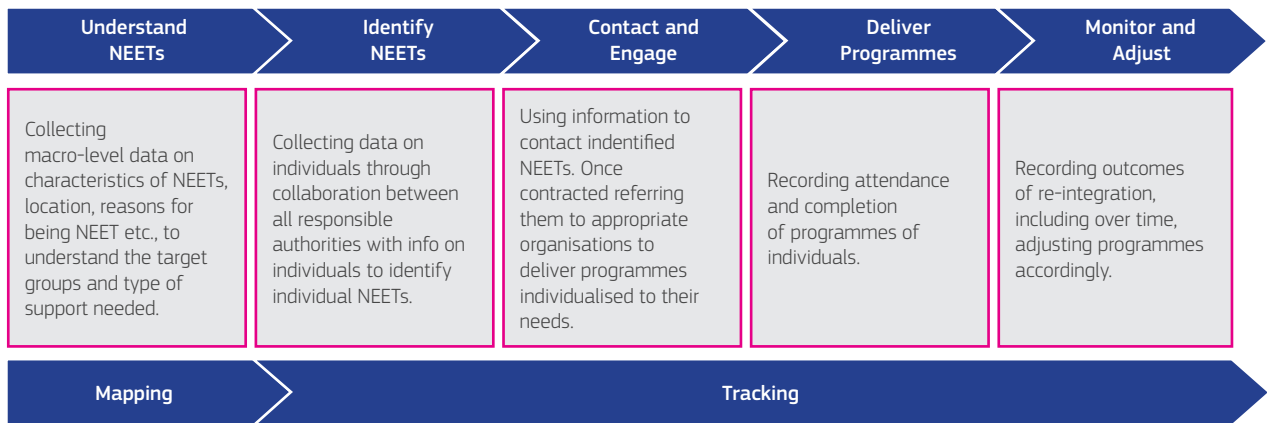 Understand
NEETs
Identify
NEETs
Contact and
Engage
Deliver
Programmes
Monitor and
Adjust
Collecting
macro-level data on
characteristics of NEETs,
location, reasons for
being NEET etc., to
understand the target
groups and type of
support needed.
Collecting data on
individuals through
collaboration between
all responsible
authorities with info on
individuals to identify
individual NEETs.
Using information to
contact indentified
NEETs. Once
contracted referring
them to appropriate
organisations to
deliver programmes
individualised to their
needs.
Recording attendance
and completion
of programmes of
individuals.
Recording outcomes
of re-integration,
including over time,
adjusting programmes
accordingly.
Mapping
Tracking